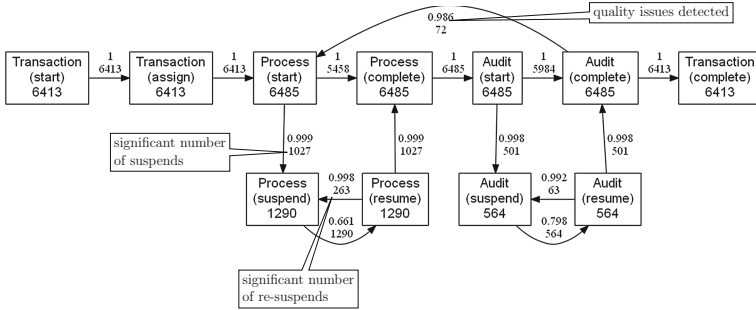 0.986
72
quality issues detected
Transaction
(start)
6413
1
6413
Transaction
(assign)
6413
1
6413
Process
(start)
6485
1
5458
Process
(complete)
6485
1
6485
Audit
(start)
6485
1
5984
Audit
(complete)
6485
1
6413
Transaction
(complete)
6413
significant number
of suspends
0.999
1027
0.999
1027
0.998
501
0.998
501
Process
(suspend)
1290
0.998
263
0.661
1290
Process
(resume)
1290
Audit
(suspend)
564
0.992
63
0.798
564
Audit
(resume)
564
significant number
of re-suspends